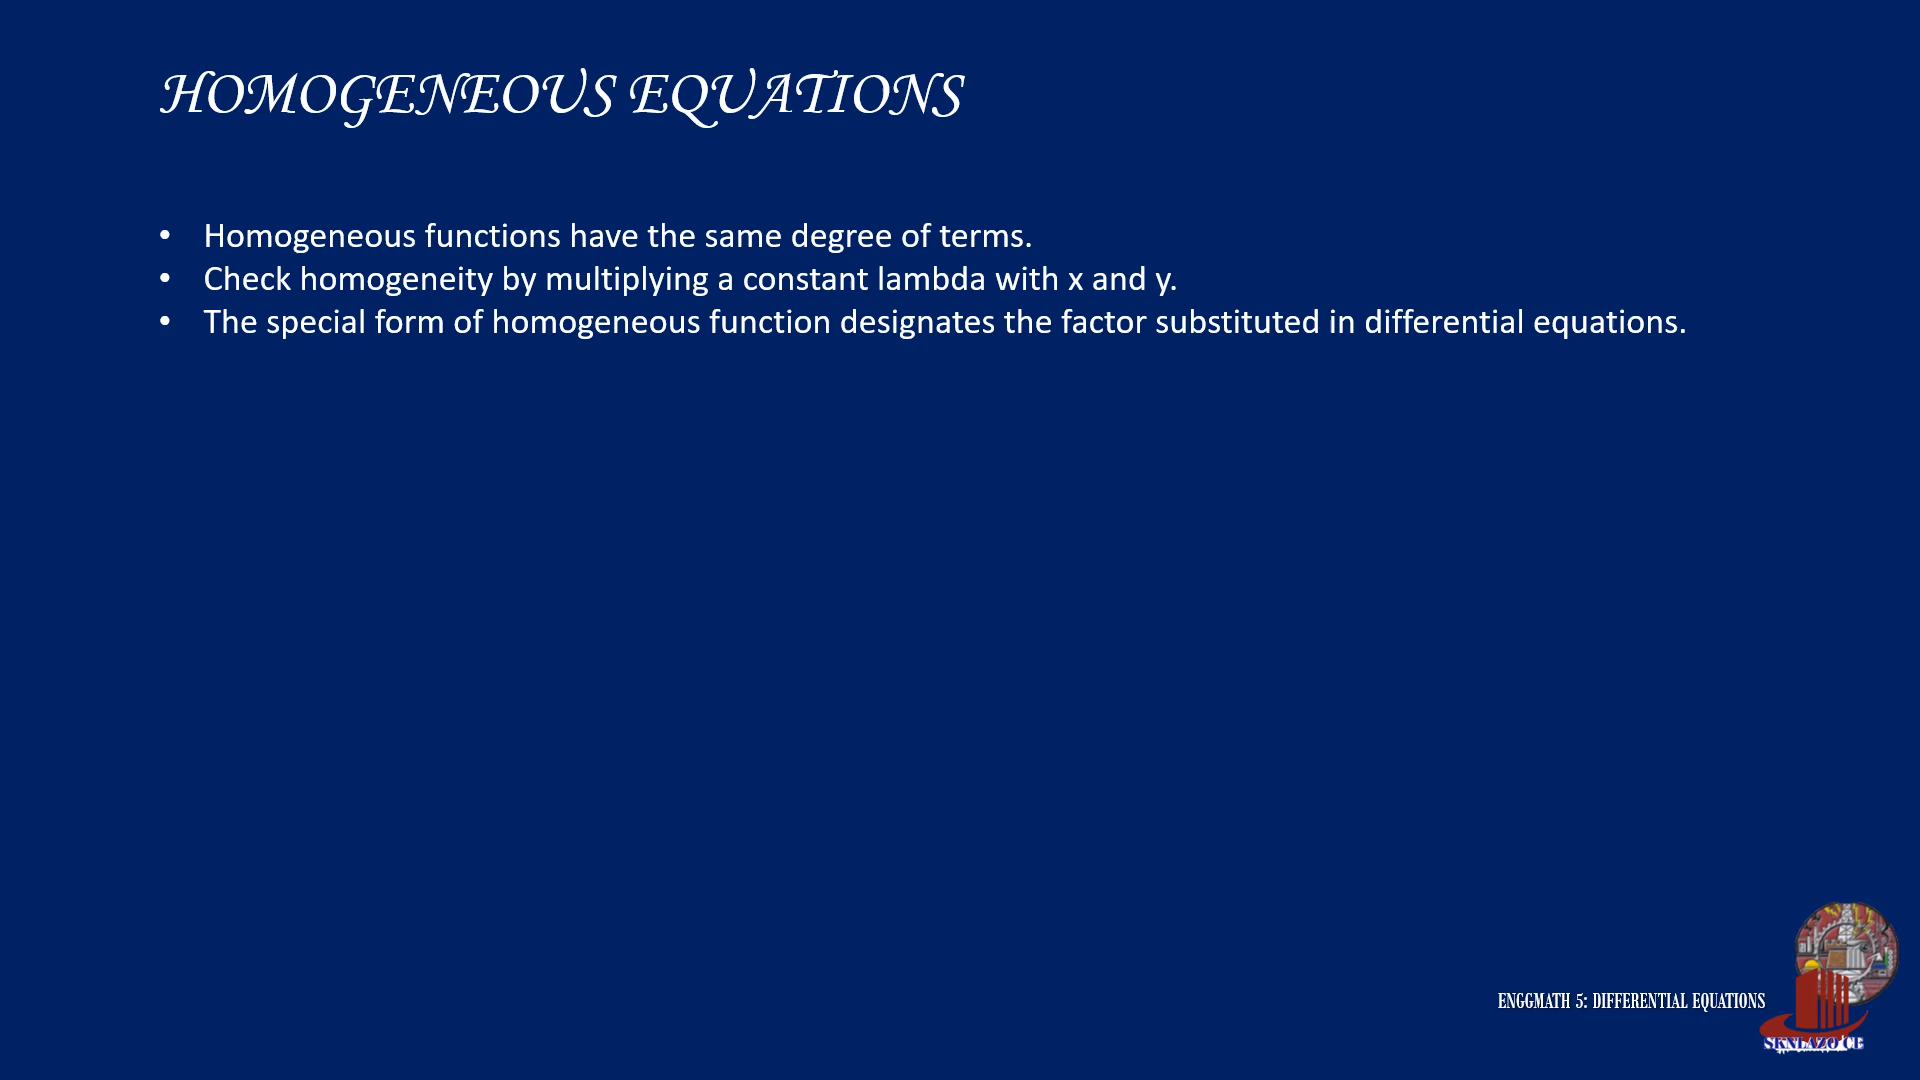 HOMOGENEOUS EQUATIONS
• Homogeneous functions have the same degree of terms.
• Check homogeneity by multiplying a constant lambda with x and y.
• The special form of homogeneous function designates the factor substituted in differential equations.
ENGGMATH 5: DIFFERENTIAL EQUATIONS